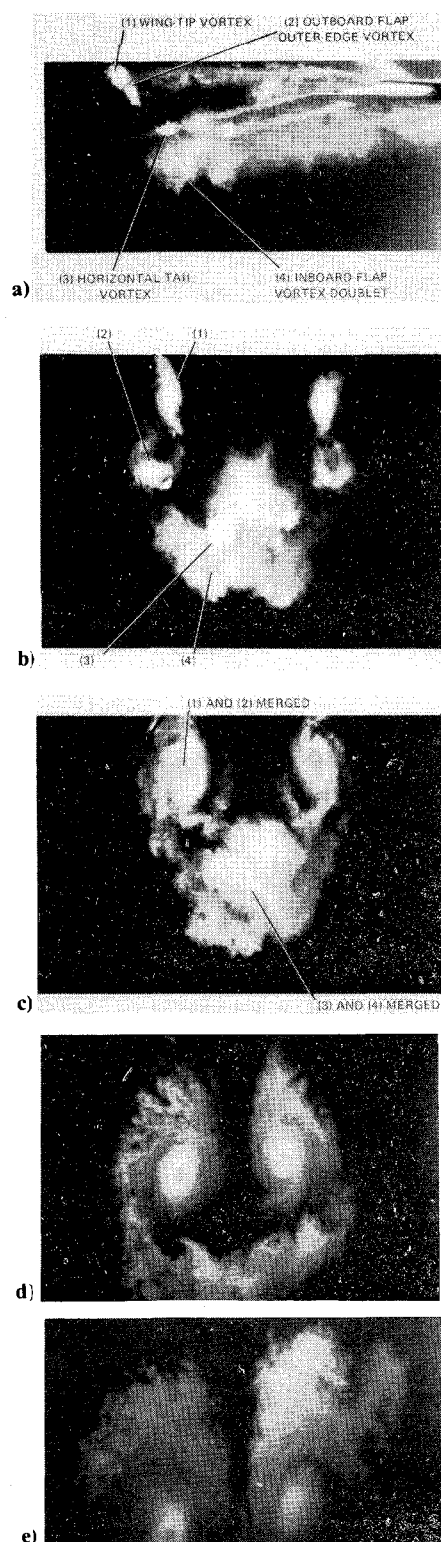 (1) WING TIP VORTEX
(2) OUTBOARD FLAP
OUTER EDGE VORTEX
(3) HORIZONTAL TAIL
VORTEX
(4) INBOARD FLAP
VORTEX DOUBLET
a)
(2)
(1)
(3)
(4)
b)
(1) AND (2) MERGED
(3) AND (4) MERGED
c)
d)
e)